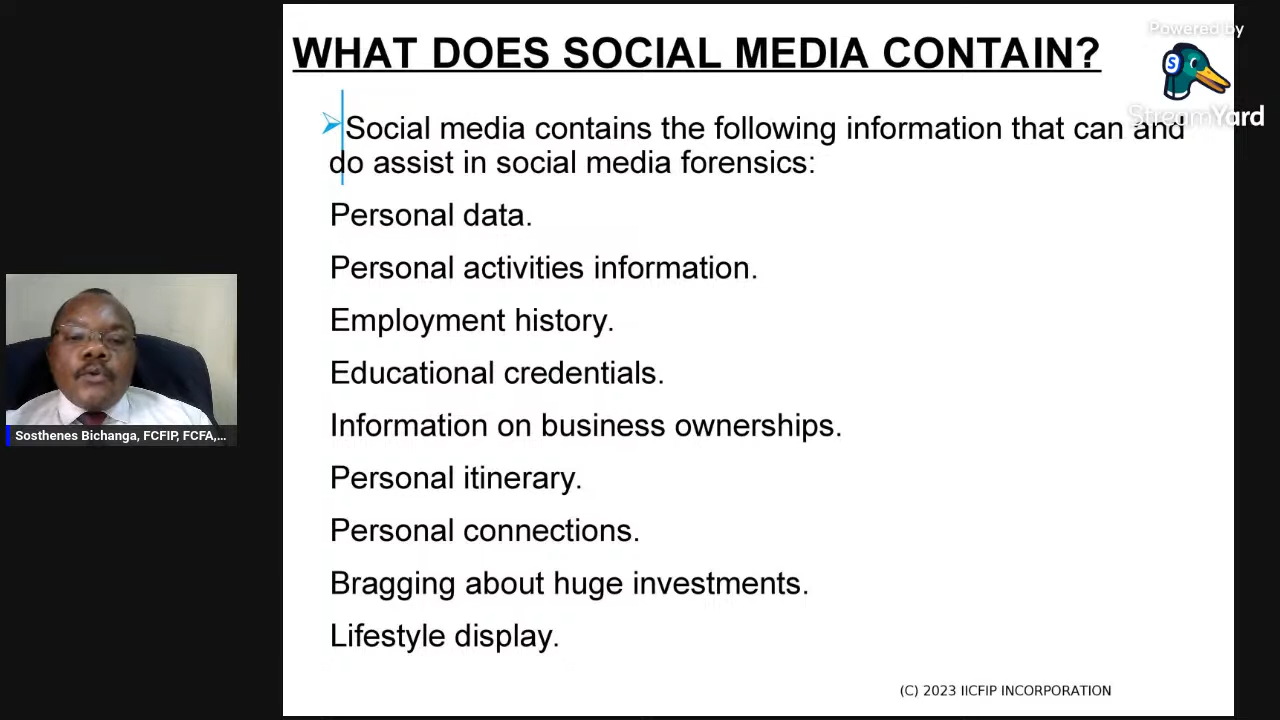 WHAT DOES SOCIAL MEDIA CONTAIN?
Powered by
StreamYard
Social media contains the following information that can and
do assist in social media forensics:
Personal data.
Personal activities information.
Employment history.
Educational credentials.
Information on business ownerships.
Personal itinerary.
Personal connections.
Bragging about huge investments.
Lifestyle display.
Sosthenes Bichanga, FCFIP, FCFA,...
(C) 2023 IICFIP INCORPORATION